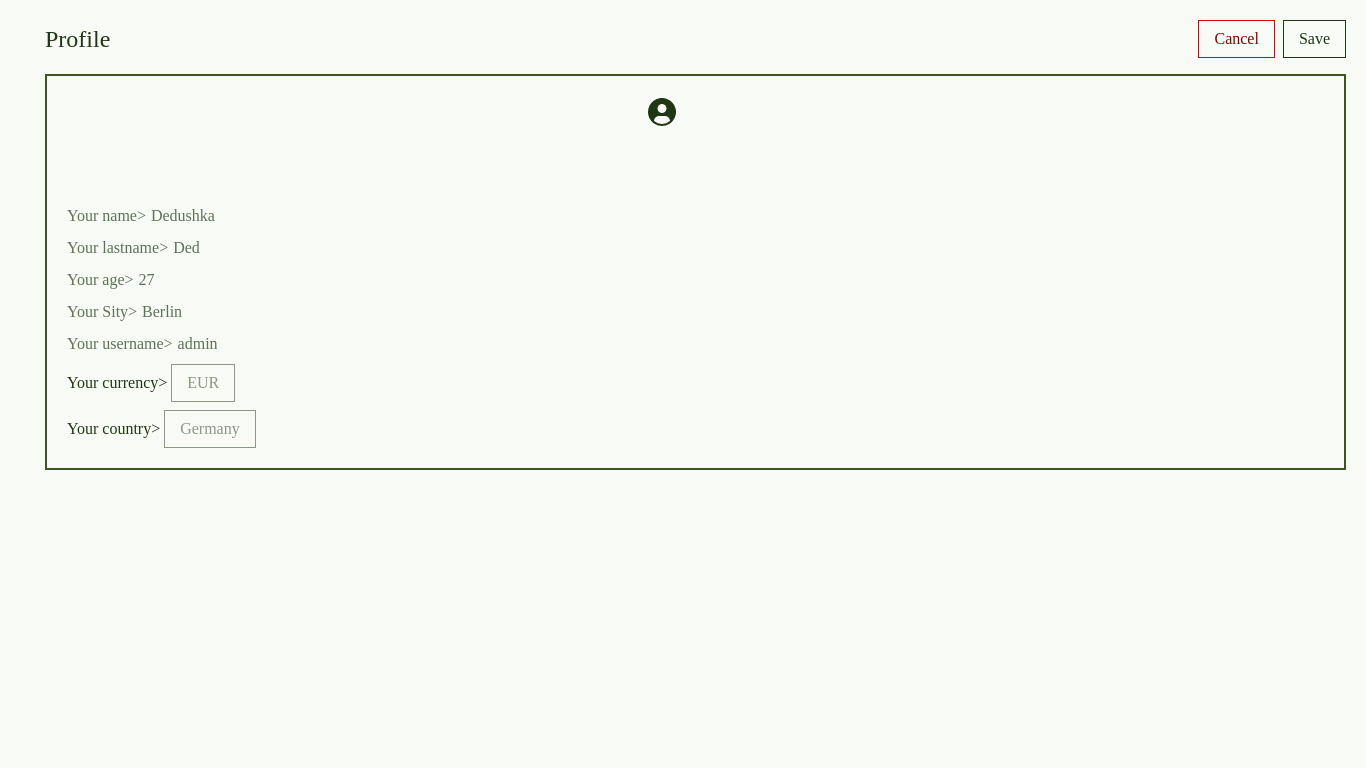 Profile
Cancel
Save
Your name> Dedushka
Your lastname> Ded
Your age> 27
Your Sity> Berlin
Your username> admin
Your currency> EUR
Your country> Germany